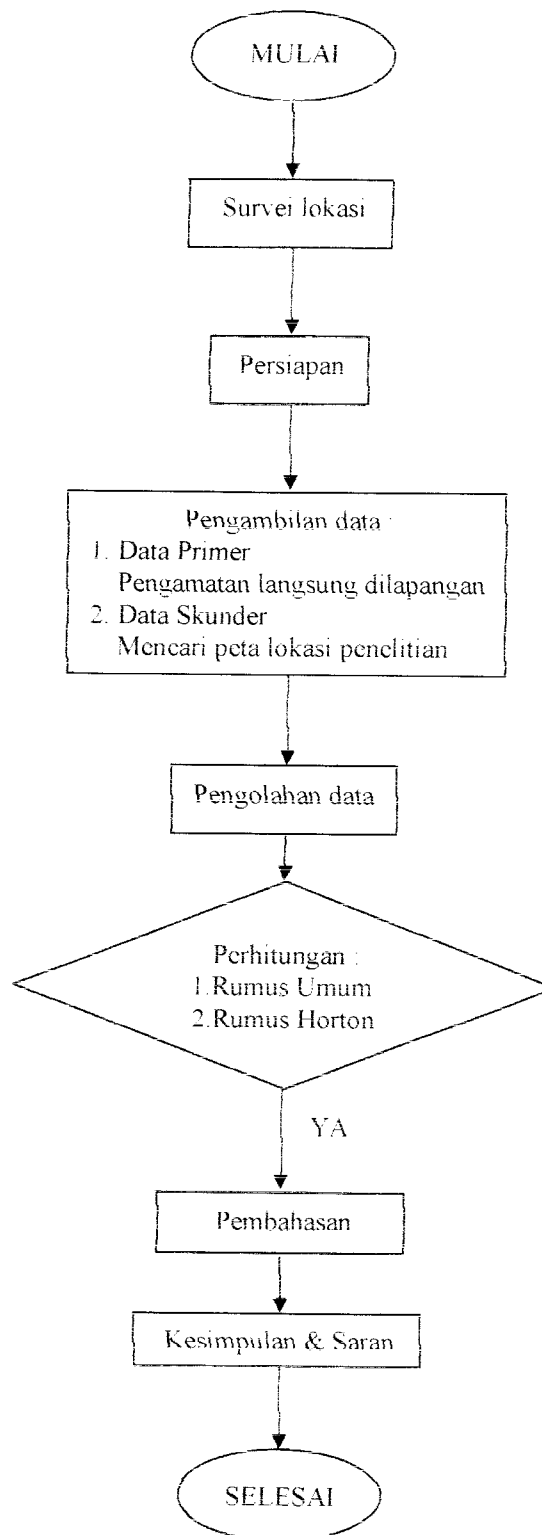 MULAI
Survei lokasi
Persiapan
Pengambilan data :
1. Data Primer
Pengamatan langsung dilapangan
2. Data Skunder
Mencari peta lokasi penelitian
Pengolahan data
Perhitungan :
1.Rumus Umum
2.Rumus Horton
YA
Pembahasan
Kesimpulan & Saran
SELESAI